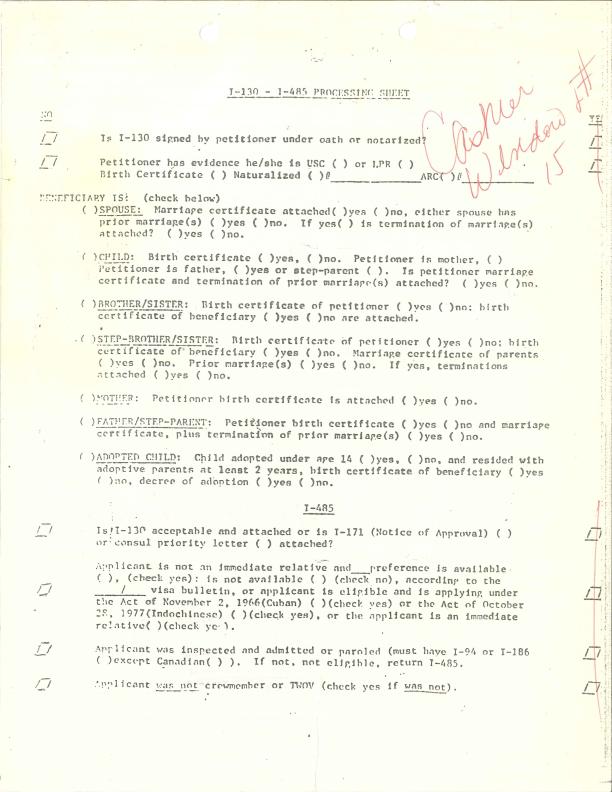 I-130 - I-485 PROCESSING SHEET
Cashier
Window #
15
NO
YES
Is I-130 signed by petitioner under oath or notarized?
Petitioner has evidence he/she is USC ( ) or LPR ( )
Birth Certificate ( ) Naturalized ( )#____________ARC( )#__________
BENEFICIARY IS: (check below)
( )SPOUSE: Marriage certificate attached( )yes ( )no, either spouse has
prior marriage(s) ( )yes ( )no. If yes( ) is termination of marriage(s)
attached? ( )yes ( )no.
( )CHILD: Birth certificate ( )yes, ( )no. Petitioner is mother, ( )
Petitioner is father, ( )yes or step-parent ( ). Is petitioner marriage
certificate and termination of prior marriage(s) attached? ( )yes ( )no.
( )BROTHER/SISTER: Birth certificate of petitioner ( )yes ( )no; birth
certificate of beneficiary ( )yes ( )no are attached.
( )STEP-BROTHER/SISTER: Birth certificate of petitioner ( )yes ( )no; birth
certificate of beneficiary ( )yes ( )no. Marriage certificate of parents
( )yes ( )no. Prior marriage(s) ( )yes ( )no. If yes, terminations
attached ( )yes ( )no.
( )MOTHER: Petitioner birth certificate is attached ( )yes ( )no.
( )FATHER/STEP-PARENT: Petitioner birth certificate ( )yes ( )no and marriage
certificate, plus termination of prior marriage(s) ( )yes ( )no.
( )ADOPTED CHILD: Child adopted under age 14 ( )yes, ( )no, and resided with
adoptive parents at least 2 years, birth certificate of beneficiary ( )yes
( )no, decree of adoption ( )yes ( )no.
I-485
Is I-130 acceptable and attached or is I-171 (Notice of Approval) ( )
or consul priority letter ( ) attached?
Applicant is not an immediate relative and___preference is available
( ), (check yes): is not available ( ) (check no), according to the
___/___ visa bulletin, or applicant is eligible and is applying under
the Act of November 2, 1966(Cuban) ( )(check yes) or the Act of October
28, 1977(Indochinese) ( )(check yes), or the applicant is an immediate
relative( )(check yes).
Applicant was inspected and admitted or paroled (must have I-94 or I-186
( )except Canadian( ) ). If not, not eligible, return I-485.
Applicant was not crewmember or TWOV (check yes if was not).